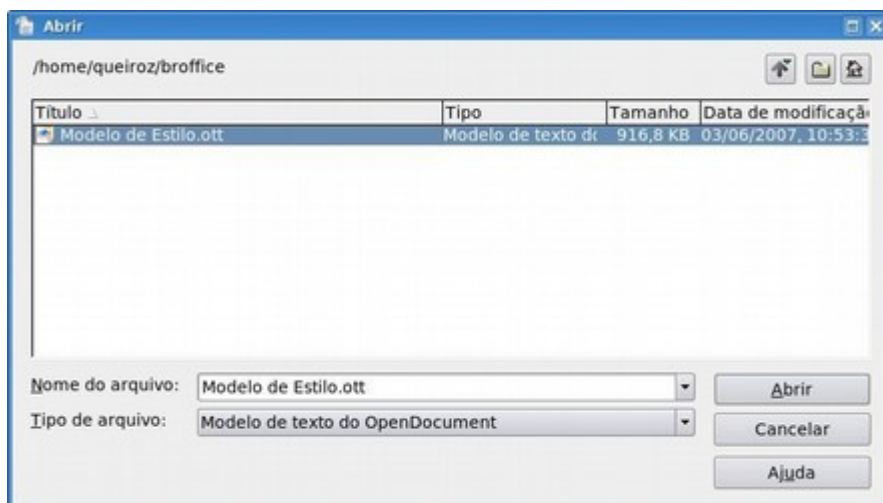 Abrir
/home/queiroz/broffice
Título Tipo Tamanho Data de modificaçã
Modelo de Estilo.ott Modelo de texto do 916,8 KB 03/06/2007, 10:53:3
Nome do arquivo: Modelo de Estilo.ott Abrir
Tipo de arquivo: Modelo de texto do OpenDocument Cancelar
Ajuda